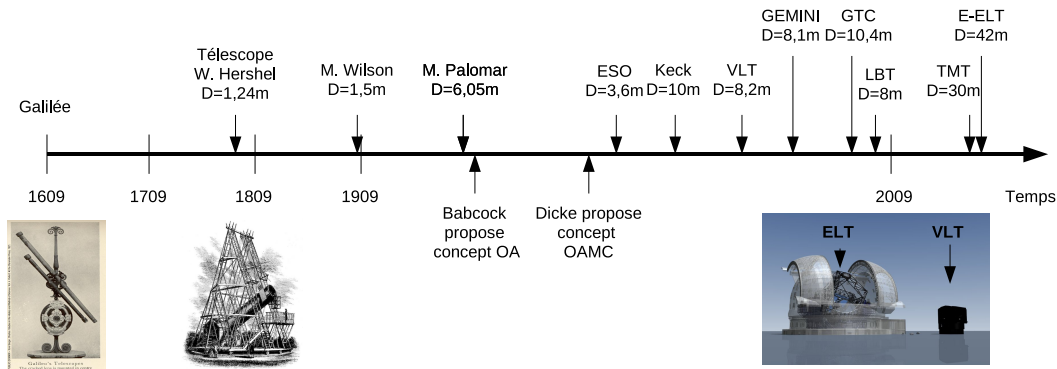 GEMINI
D=8,1m
GTC
D=10,4m
E-ELT
D=42m
Télescope
W. Hershel
D=1,24m
M. Wilson
D=1,5m
M. Palomar
D=6,05m
ESO
D=3,6m
Keck
D=10m
VLT
D=8,2m
LBT
D=8m
TMT
D=30m
Galilée
1609
1709
1809
1909
2009
Temps
Babcock
propose
concept OA
Dicke propose
concept
OAMC
ELT
VLT
Galileo's Telescopes